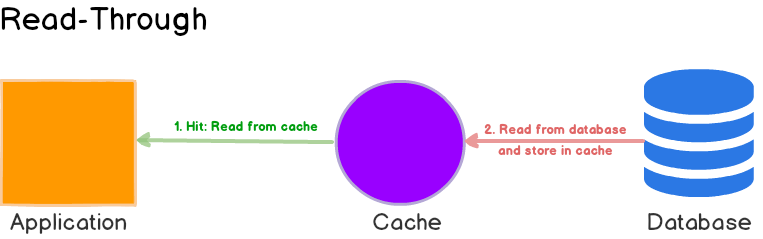 Read-Through
1. Hit: Read from cache
2. Read from database
and store in cache
Application
Cache
Database